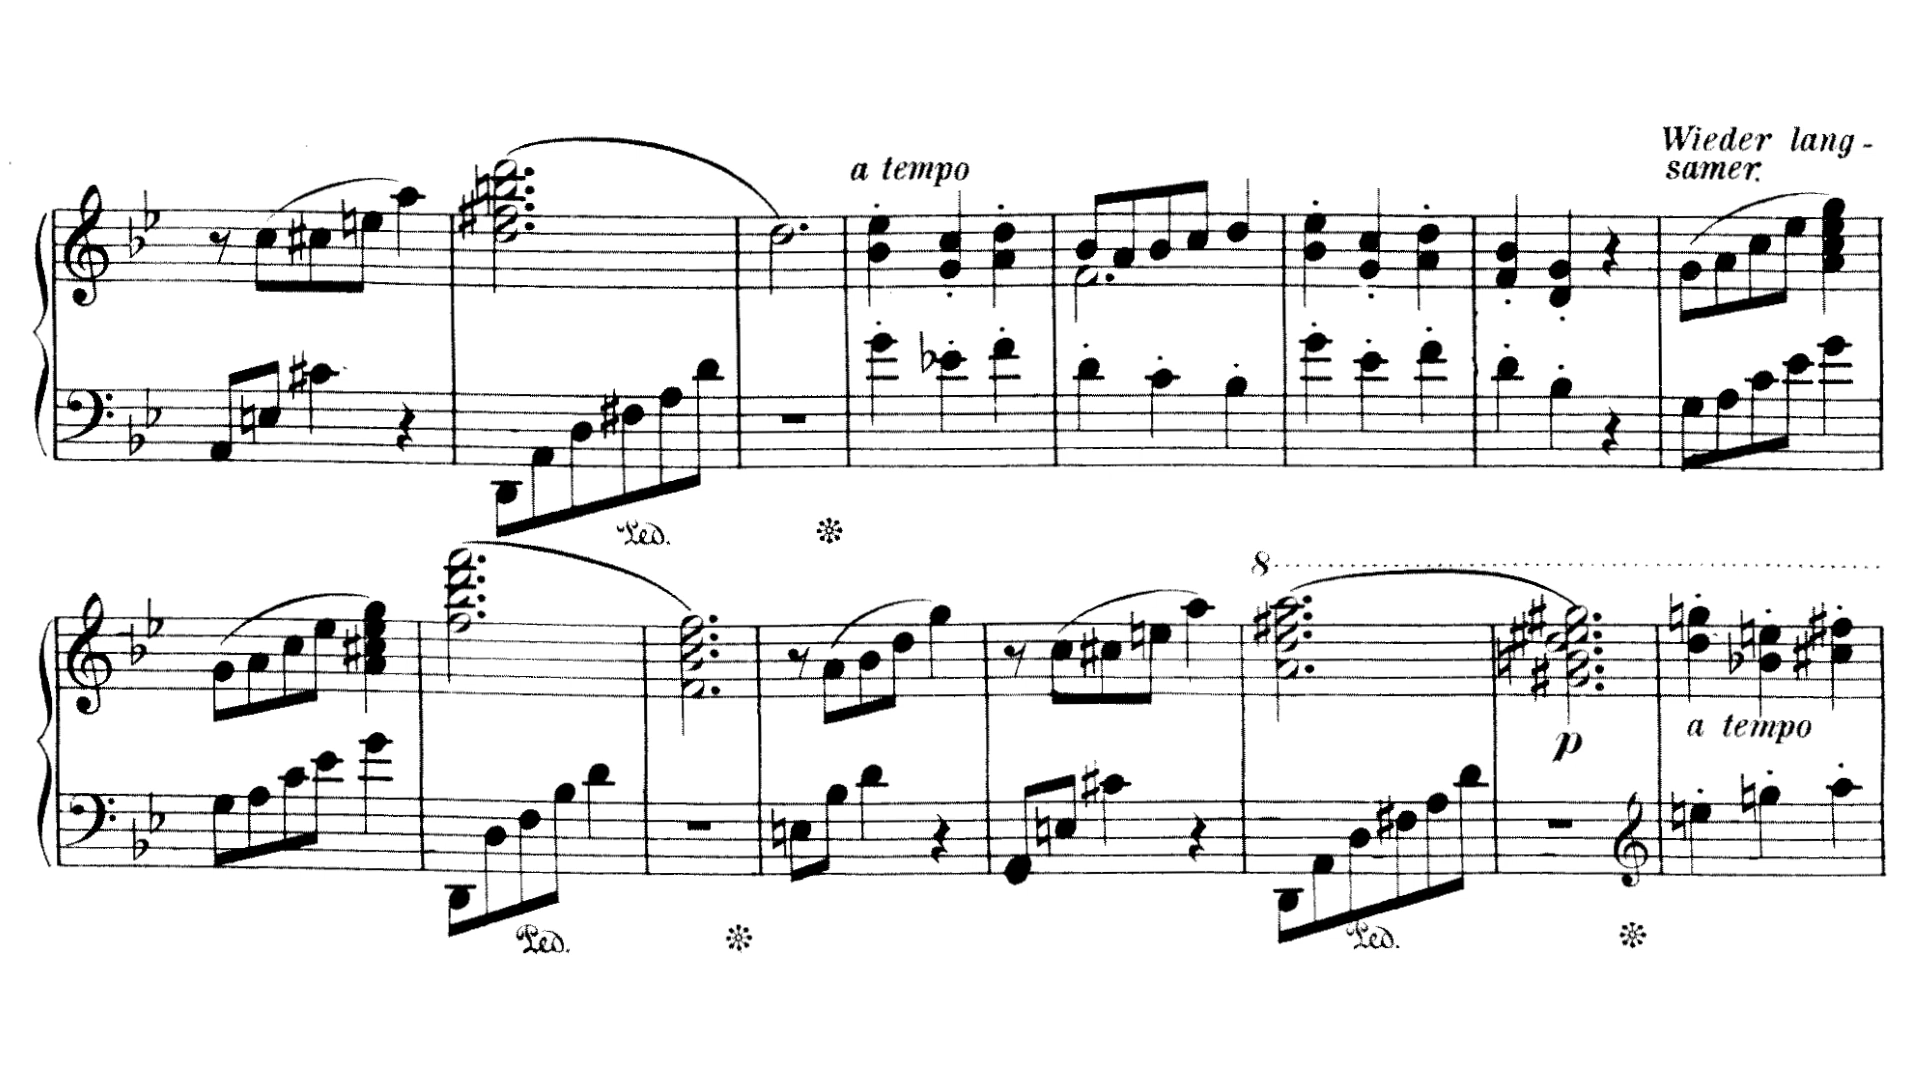 Wieder lang-
a tempo
samer.
Ped.
8
p
a tempo
Ped.
Ped.